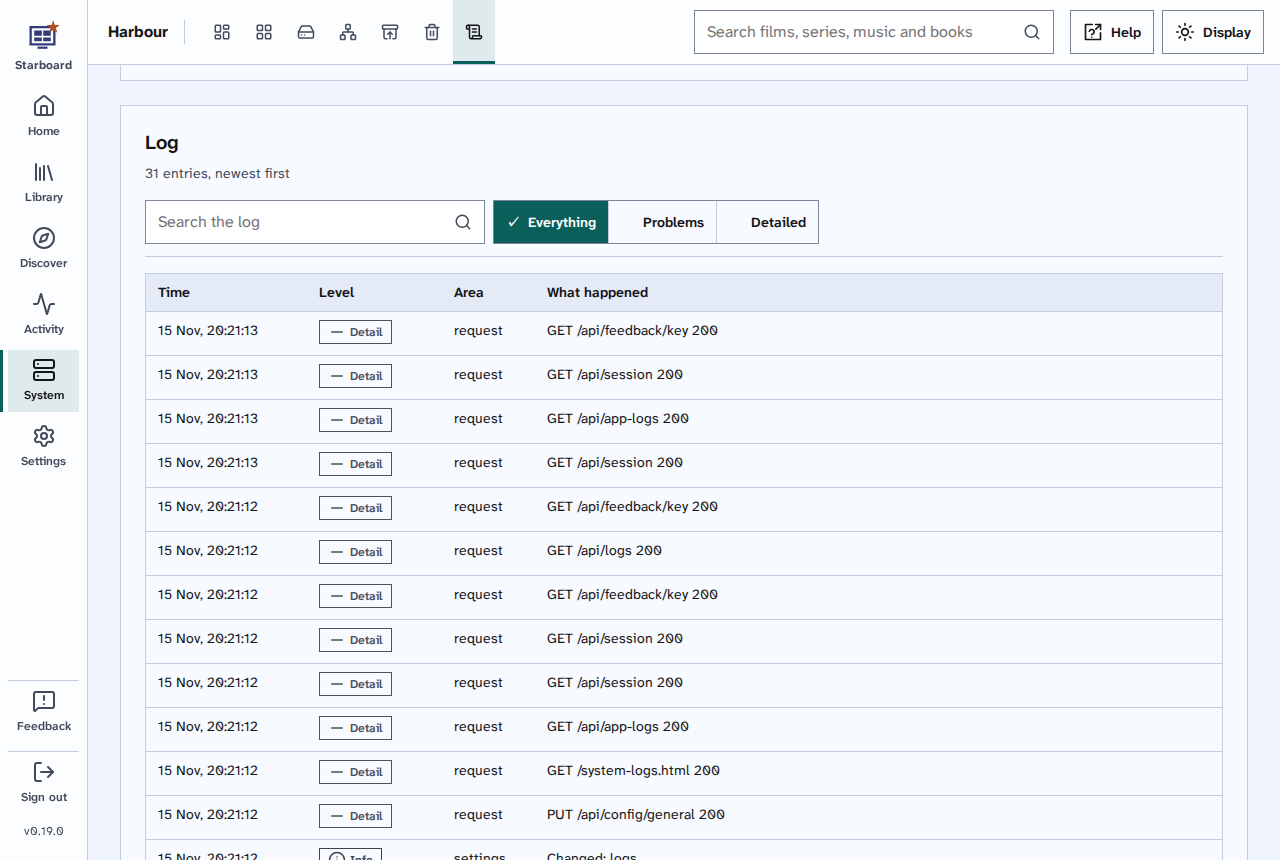 Starboard
Home
Library
Discover
Activity
System
Settings
Feedback
Sign out
v0.19.0
Harbour
Search films, series, music and books
Help
Display
Log
31 entries, newest first
Search the log
✓ Everything
Problems
Detailed
Time Level Area What happened
15 Nov, 20:21:13 — Detail request GET /api/feedback/key 200
15 Nov, 20:21:13 — Detail request GET /api/session 200
15 Nov, 20:21:13 — Detail request GET /api/app-logs 200
15 Nov, 20:21:13 — Detail request GET /api/session 200
15 Nov, 20:21:12 — Detail request GET /api/feedback/key 200
15 Nov, 20:21:12 — Detail request GET /api/logs 200
15 Nov, 20:21:12 — Detail request GET /api/feedback/key 200
15 Nov, 20:21:12 — Detail request GET /api/session 200
15 Nov, 20:21:12 — Detail request GET /api/session 200
15 Nov, 20:21:12 — Detail request GET /api/app-logs 200
15 Nov, 20:21:12 — Detail request GET /system-logs.html 200
15 Nov, 20:21:12 — Detail request PUT /api/config/general 200
15 Nov, 20:21:12 Info settings Changed: logs